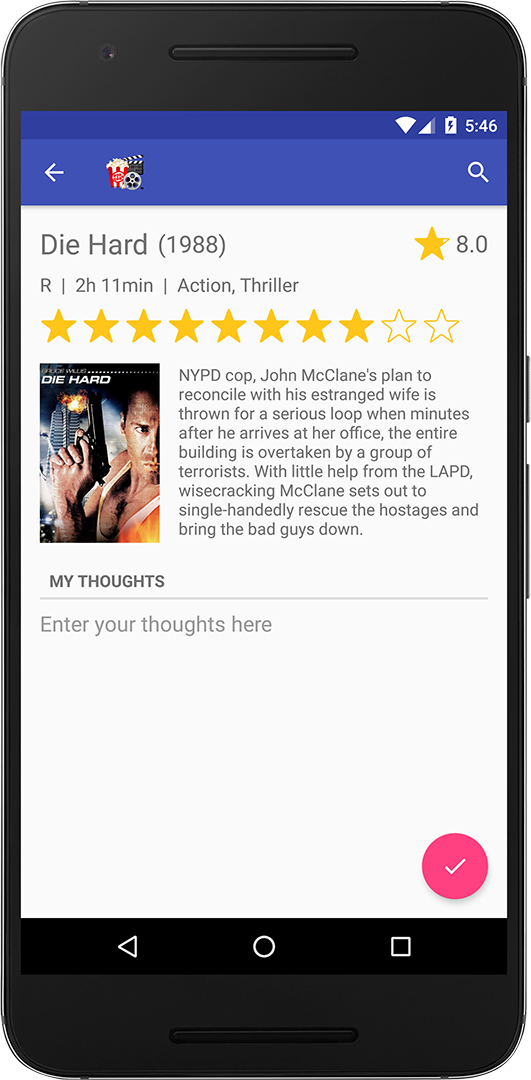 5:46
Die Hard (1988)
8.0
R | 2h 11min | Action, Thriller
BRUCE WILLIS
DIE HARD
NYPD cop, John McClane's plan to
reconcile with his estranged wife is
thrown for a serious loop when minutes
after he arrives at her office, the entire
building is overtaken by a group of
terrorists. With little help from the LAPD,
wisecracking McClane sets out to
single-handedly rescue the hostages and
bring the bad guys down.
MY THOUGHTS
Enter your thoughts here